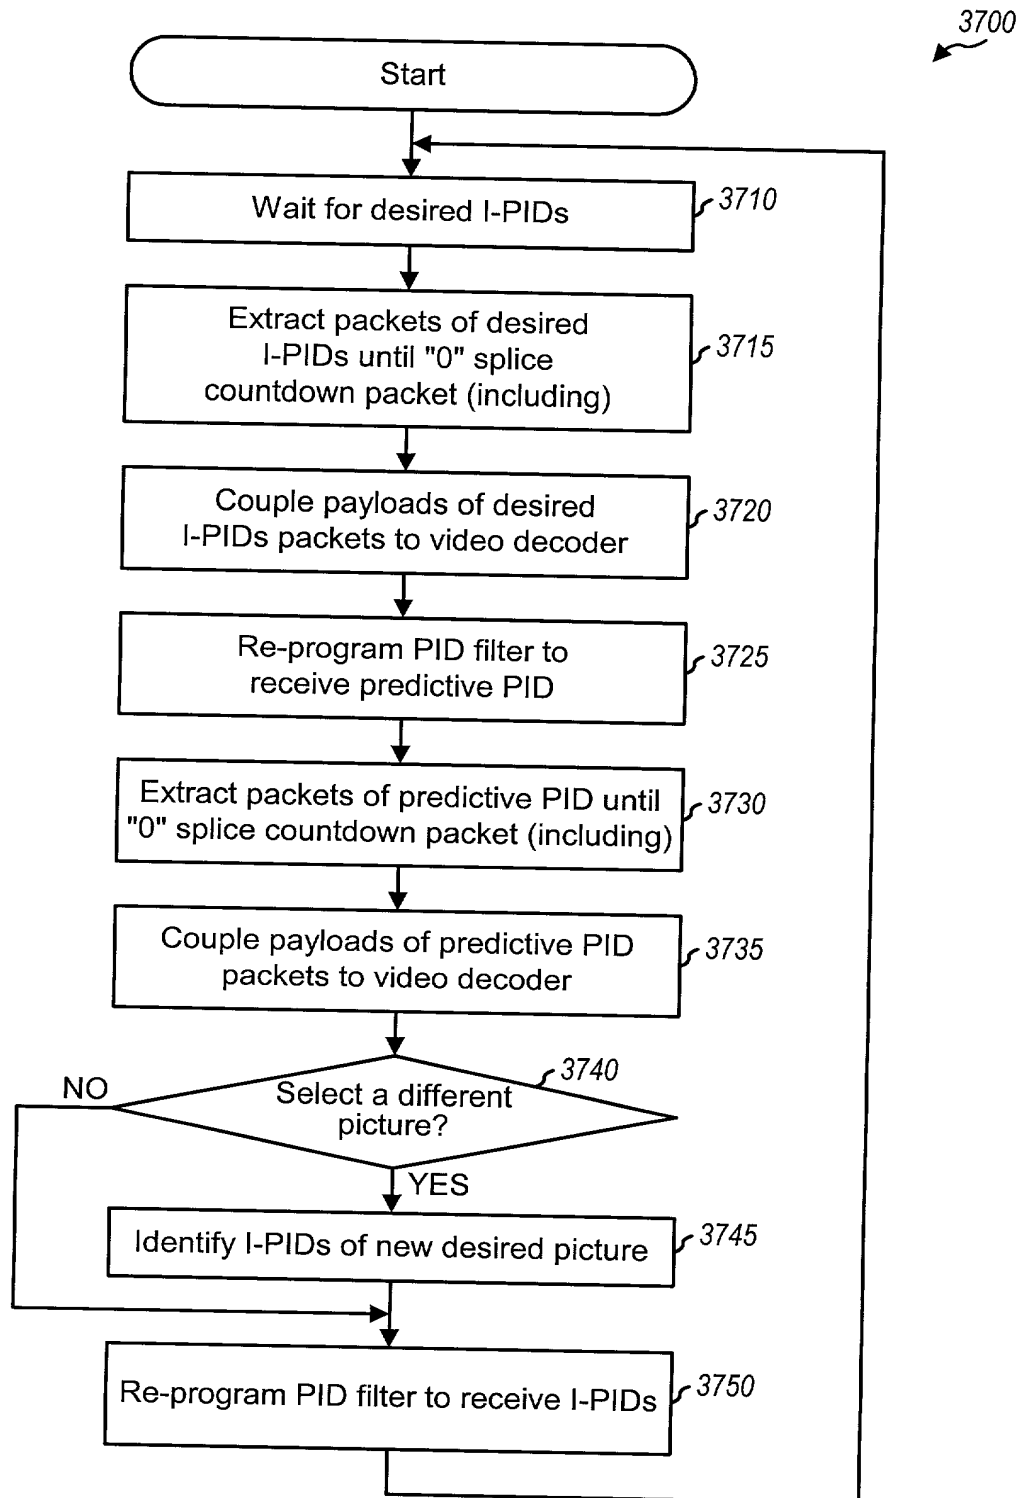 3700
Start
Wait for desired I-PIDs
3710
Extract packets of desired
I-PIDs until "0" splice
countdown packet (including)
3715
Couple payloads of desired
I-PIDs packets to video decoder
3720
Re-program PID filter to
receive predictive PID
3725
Extract packets of predictive PID until
"0" splice countdown packet (including)
3730
Couple payloads of predictive PID
packets to video decoder
3735
3740
NO
Select a different
picture?
YES
Identify I-PIDs of new desired picture
3745
Re-program PID filter to receive I-PIDs
3750